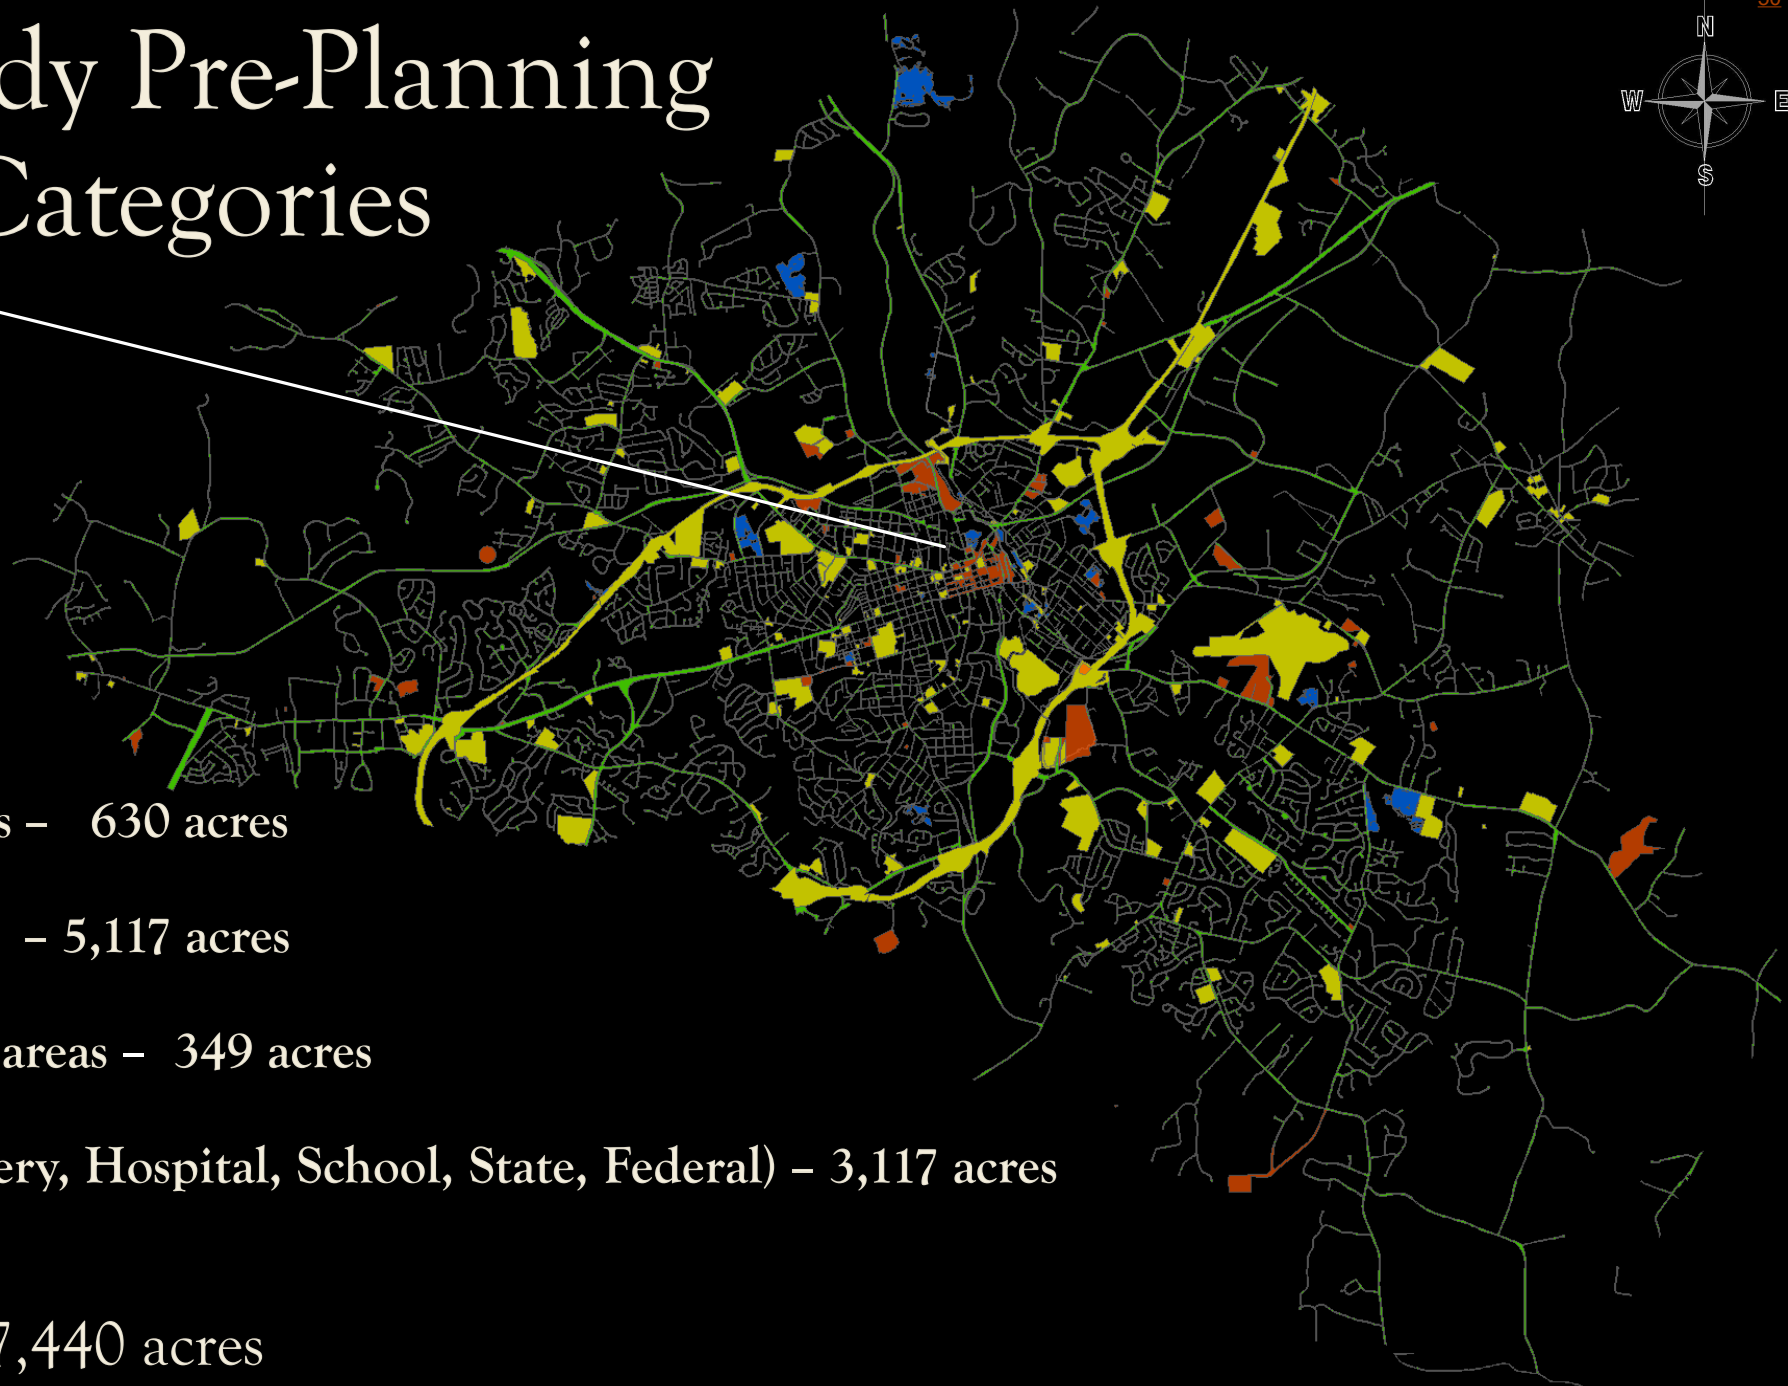 dy Pre-Planning
Categories
N
W
E
S
s – 630 acres
– 5,117 acres
areas – 349 acres
ery, Hospital, School, State, Federal) – 3,117 acres
7,440 acres